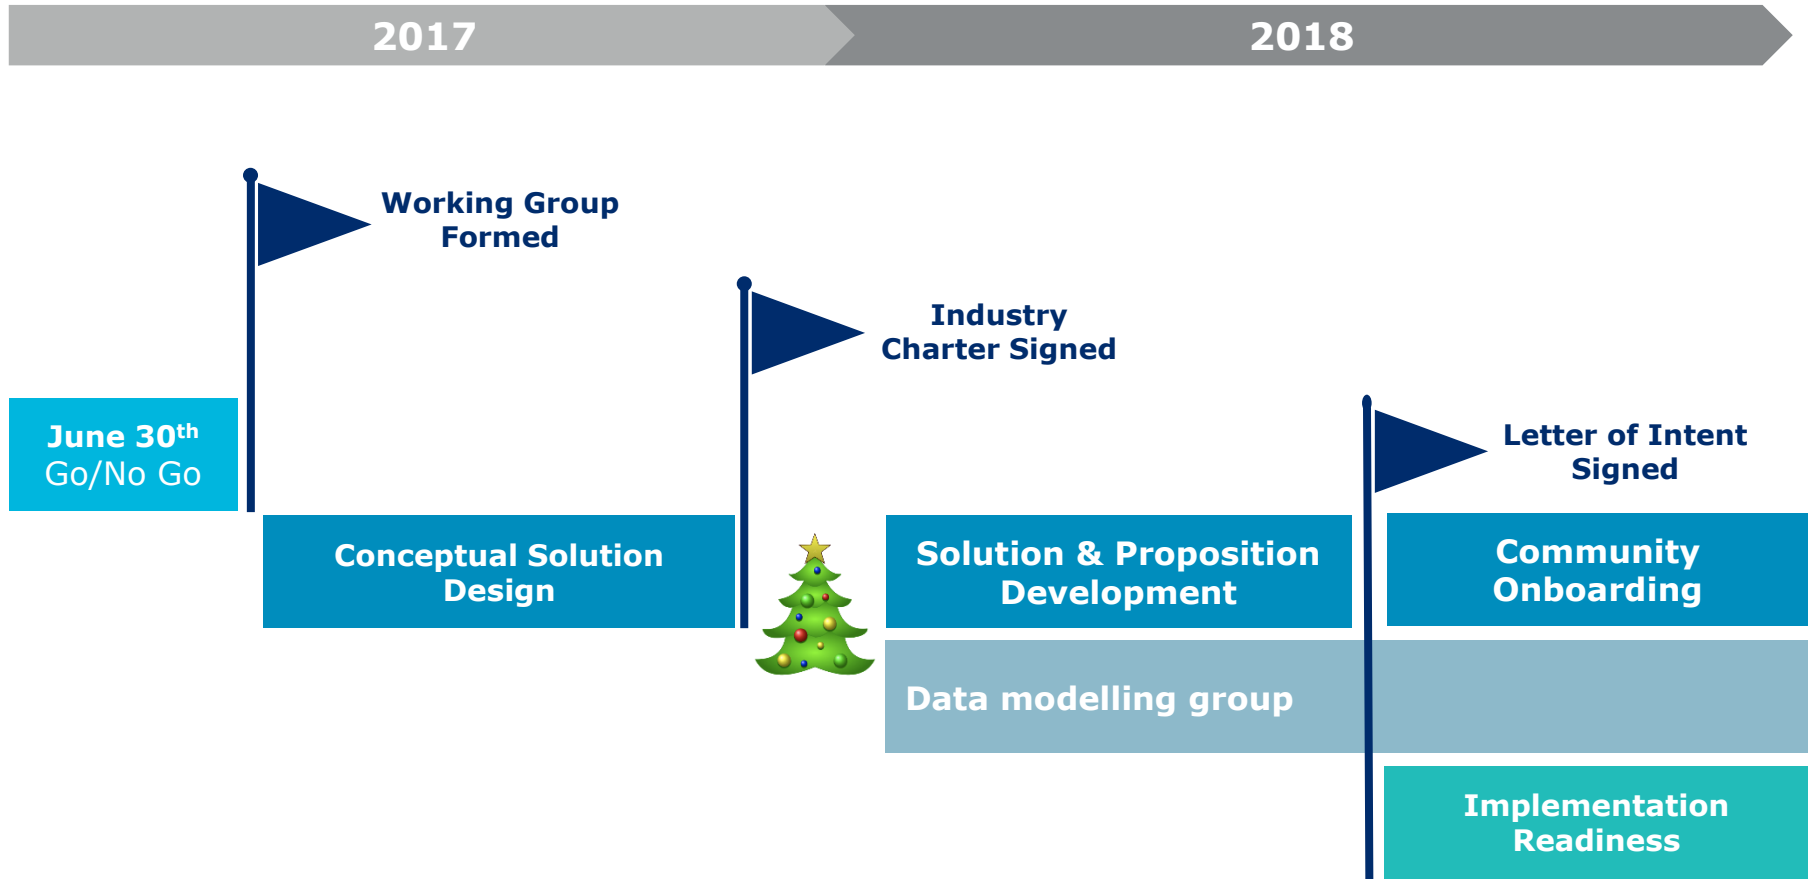 2017
2018
Working Group
Formed
Industry
Charter Signed
June 30th
Go/No Go
Letter of Intent
Signed
Conceptual Solution
Design
Solution & Proposition
Development
Community
Onboarding
Data modelling group
Implementation
Readiness